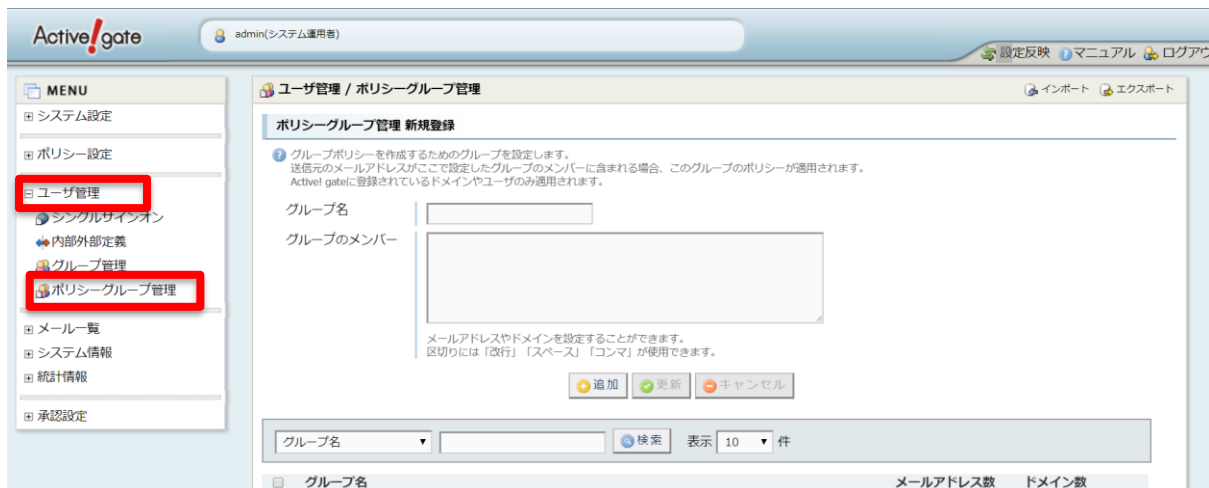 Active! gate
admin(システム運用者)
設定反映 マニュアル ログアウ
MENU
システム設定
ポリシー設定
ユーザ管理
シングルサインオン
内部外部定義
グループ管理
ポリシーグループ管理
メール一覧
システム情報
統計情報
承認設定
ユーザ管理 / ポリシーグループ管理
インポート エクスポート
ポリシーグループ管理 新規登録
グループポリシーを作成するためのグループを設定します。
送信元のメールアドレスがここで設定したグループのメンバーに含まれる場合、このグループのポリシーが適用されます。
Active! gateに登録されているドメインやユーザのみ適用されます。
グループ名
グループのメンバー
メールアドレスやドメインを設定することができます。
区切りには「改行」「スペース」「コンマ」が使用できます。
追加 更新 キャンセル
グループ名 検索 表示 10 件
グループ名 メールアドレス数 ドメイン数